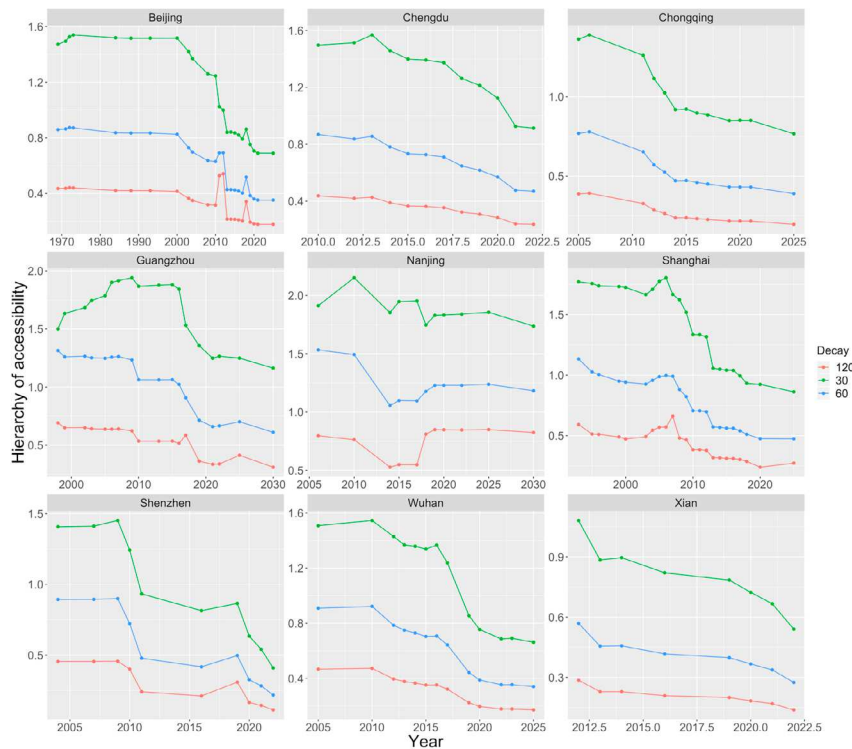 Beijing
Chengdu
Chongqing
1.6
1.2
0.8
0.4
1970 1980 1990 2000 2010 2020
1.6
1.2
0.8
0.4
2010.0 2012.5 2015.0 2017.5 2020.0 2022.5
1.0
0.5
2005 2010 2015 2020 2025
Guangzhou
Nanjing
Shanghai
2.0
1.5
1.0
0.5
2000 2010 2020 2030
2.0
1.5
1.0
0.5
2005 2010 2015 2020 2025 2030
1.5
1.0
0.5
2000 2010 2020
Shenzhen
Wuhan
Xian
1.5
1.0
0.5
2005 2010 2015 2020
1.6
1.2
0.8
0.4
2005 2010 2015 2020 2025
0.9
0.6
0.3
2012.5 2015.0 2017.5 2020.0 2022.5
Hierarchy of accessibility
Year
Decay
120
30
60